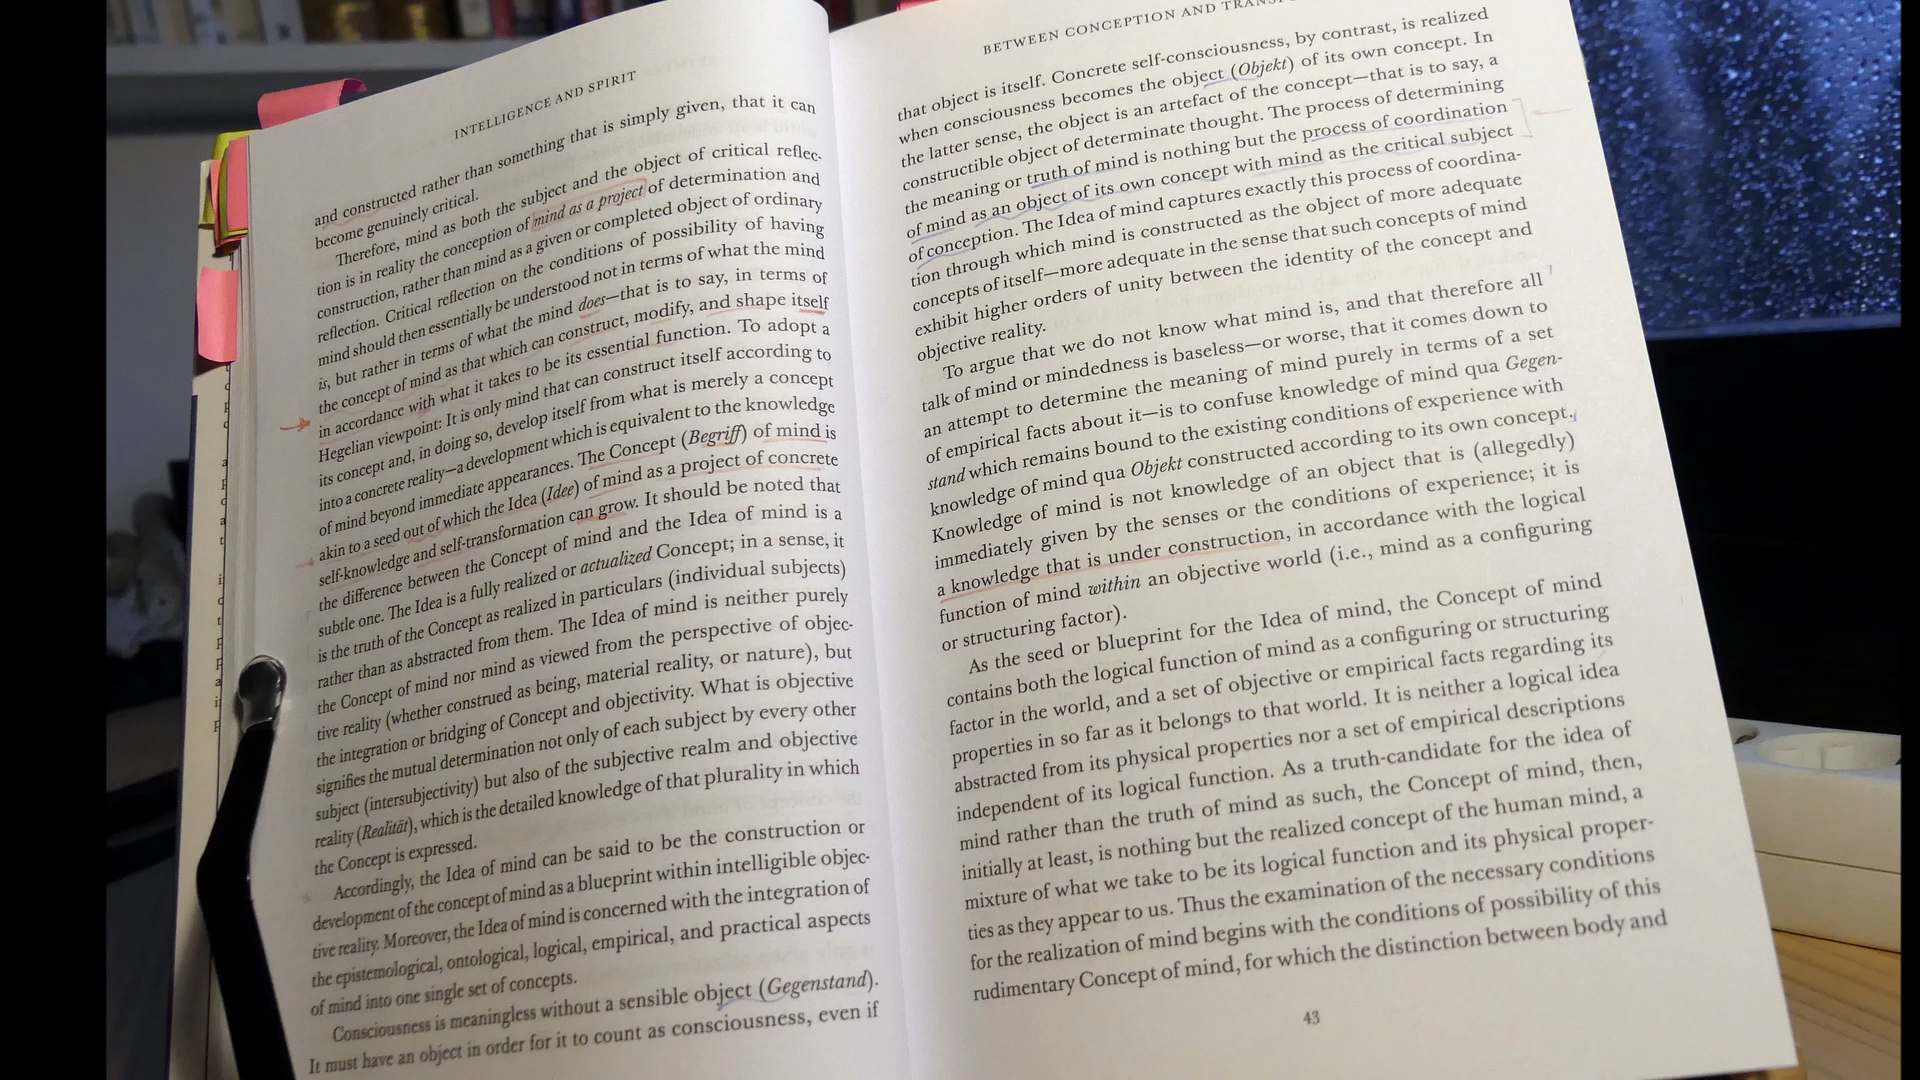 INTELLIGENCE AND SPIRIT
and constructed rather than something that is simply given, that it can
become genuinely critical.
Therefore, mind as both the subject and the object of critical reflec-
tion is in reality the conception of mind as a project of determination and
construction, rather than mind as a given or completed object of ordinary
reflection. Critical reflection on the conditions of possibility of having
mind should then essentially be understood not in terms of what the mind
is, but rather in terms of what the mind does—that is to say, in terms of
the concept of mind as that which can construct, modify, and shape itself
in accordance with what it takes to be its essential function. To adopt a
Hegelian viewpoint: It is only mind that can construct itself according to
its concept and, in doing so, develop itself from what is merely a concept
into a concrete reality—a development which is equivalent to the knowledge
of mind beyond immediate appearances. The Concept (Begriff) of mind is
akin to a seed out of which the Idea (Idee) of mind as a project of concrete
self-knowledge and self-transformation can grow. It should be noted that
the difference between the Concept of mind and the Idea of mind is a
subtle one. The Idea is a fully realized or actualized Concept; in a sense, it
is the truth of the Concept as realized in particulars (individual subjects)
rather than as abstracted from them. The Idea of mind is neither purely
the Concept of mind nor mind as viewed from the perspective of objec-
tive reality (whether construed as being, material reality, or nature), but
the integration or bridging of Concept and objectivity. What is objective
signifies the mutual determination not only of each subject by every other
subject (intersubjectivity) but also of the subjective realm and objective
reality (Realität), which is the detailed knowledge of that plurality in which
the Concept is expressed.
Accordingly, the Idea of mind can be said to be the construction or
development of the concept of mind as a blueprint within intelligible objec-
tive reality. Moreover, the Idea of mind is concerned with the integration of
the epistemological, ontological, logical, empirical, and practical aspects
of mind into one single set of concepts.
Consciousness is meaningless without a sensible object (Gegenstand).
It must have an object in order for it to count as consciousness, even if
BETWEEN CONCEPTION AND
that object is itself. Concrete self-consciousness, by contrast, is realized
when consciousness becomes the object (Objekt) of its own concept. In
the latter sense, the object is an artefact of the concept—that is to say, a
constructible object of determinate thought. The process of determining
the meaning or truth of mind is nothing but the process of coordination
of mind as an object of its own concept with mind as the critical subject
of conception. The Idea of mind captures exactly this process of coordina-
tion through which mind is constructed as the object of more adequate
concepts of itself—more adequate in the sense that such concepts of mind
exhibit higher orders of unity between the identity of the concept and
objective reality.
To argue that we do not know what mind is, and that therefore all
talk of mind or mindedness is baseless—or worse, that it comes down to
an attempt to determine the meaning of mind purely in terms of a set
of empirical facts about it—is to confuse knowledge of mind qua Gegen-
stand which remains bound to the existing conditions of experience with
knowledge of mind qua Objekt constructed according to its own concept.
Knowledge of mind is not knowledge of an object that is (allegedly)
immediately given by the senses or the conditions of experience; it is
a knowledge that is under construction, in accordance with the logical
function of mind within an objective world (i.e., mind as a configuring
or structuring factor).
As the seed or blueprint for the Idea of mind, the Concept of mind
contains both the logical function of mind as a configuring or structuring
factor in the world, and a set of objective or empirical facts regarding its
properties in so far as it belongs to that world. It is neither a logical idea
abstracted from its physical properties nor a set of empirical descriptions
independent of its logical function. As a truth-candidate for the idea of
mind rather than the truth of mind as such, the Concept of mind, then,
initially at least, is nothing but the realized concept of the human mind, a
mixture of what we take to be its logical function and its physical proper-
ties as they appear to us. Thus the examination of the necessary conditions
for the realization of mind begins with the conditions of possibility of this
rudimentary Concept of mind, for which the distinction between body and
43